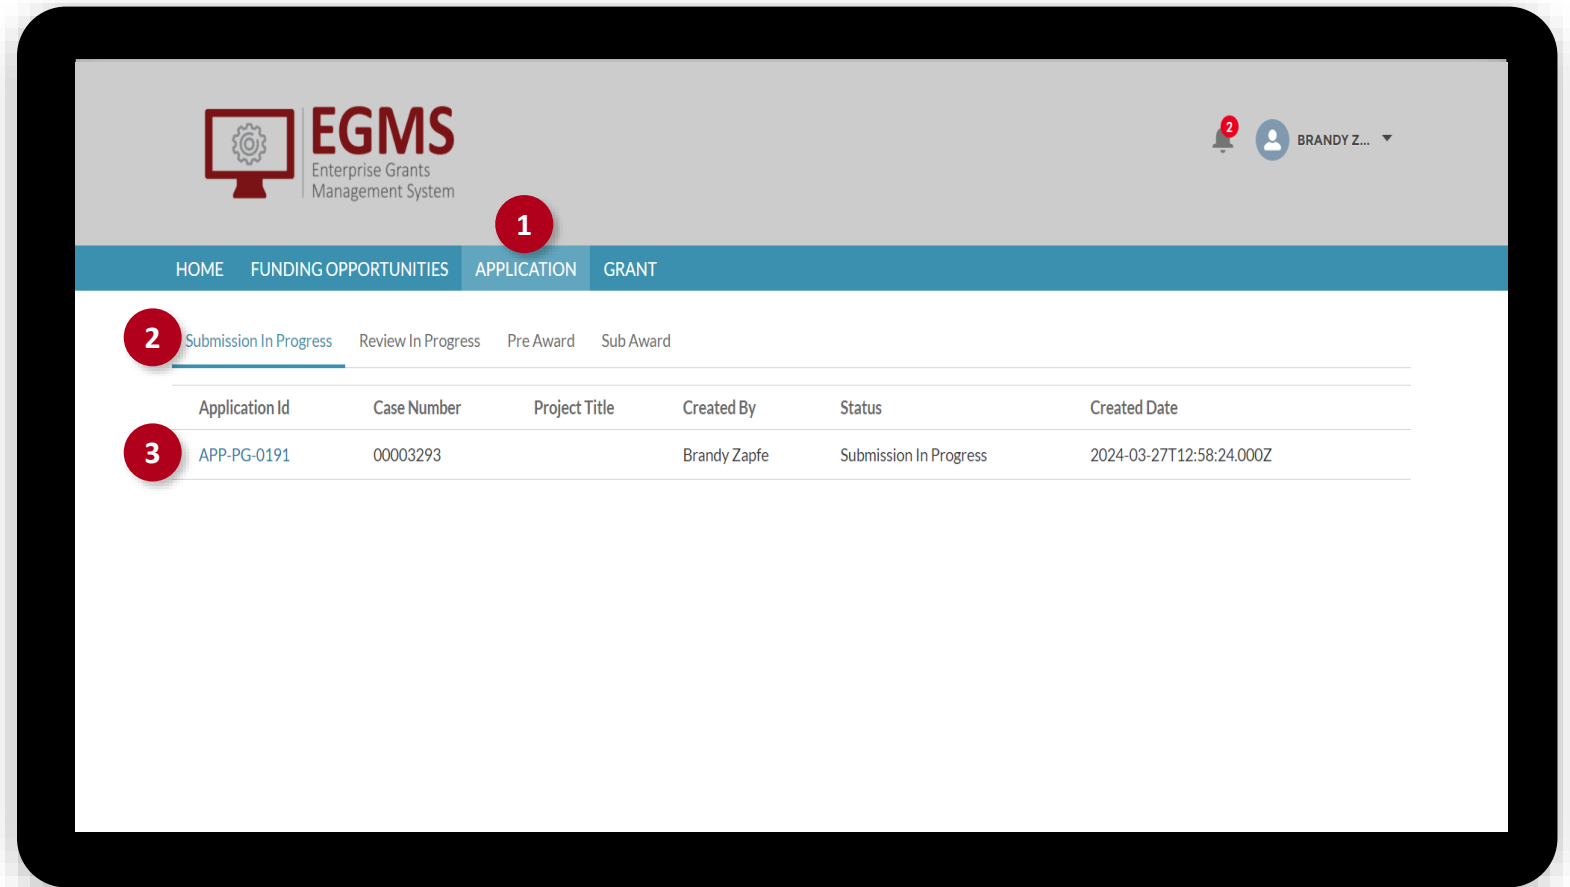 EGMS
Enterprise Grants
Management System
2
BRANDY Z...
1
HOME FUNDING OPPORTUNITIES APPLICATION GRANT
2 Submission In Progress Review In Progress Pre Award Sub Award
Application Id Case Number Project Title Created By Status Created Date
3 APP-PG-0191 00003293 Brandy Zapfe Submission In Progress 2024-03-27T12:58:24.000Z